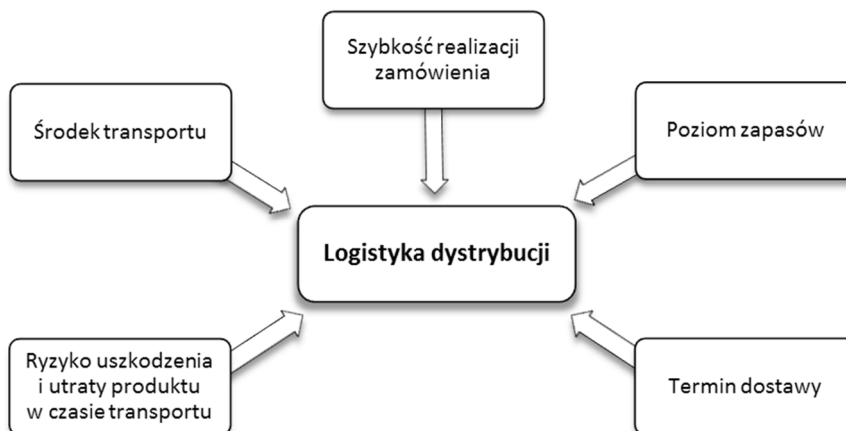 Szybkość realizacji
zamówienia
Środek transportu
Poziom zapasów
Logistyka dystrybucji
Ryzyko uszkodzenia
i utraty produktu
w czasie transportu
Termin dostawy